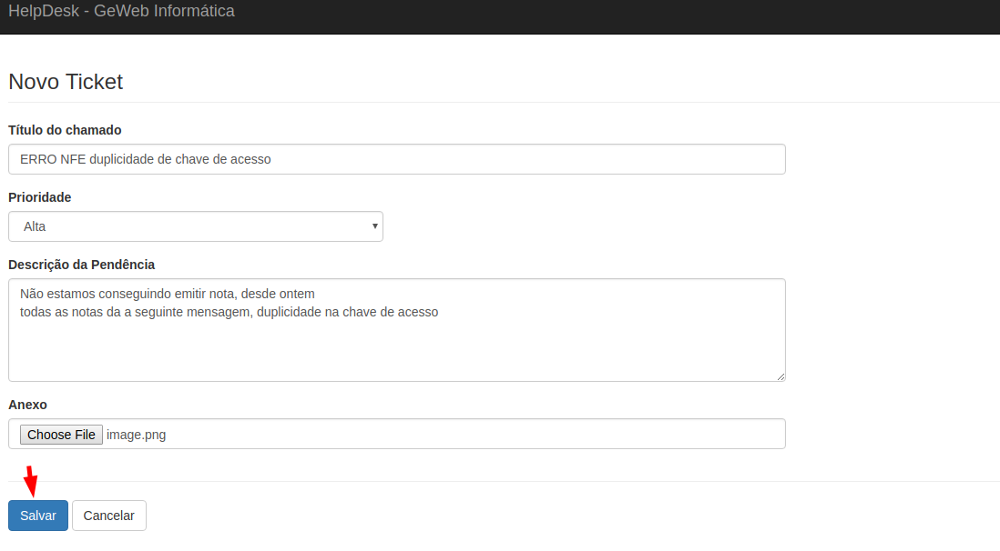 HelpDesk - GeWeb Informática
Novo Ticket
Título do chamado
ERRO NFE duplicidade de chave de acesso
Prioridade
Alta
Descrição da Pendência
Não estamos conseguindo emitir nota, desde ontem
todas as notas da a seguinte mensagem, duplicidade na chave de acesso
Anexo
Choose File image.png
Salvar Cancelar